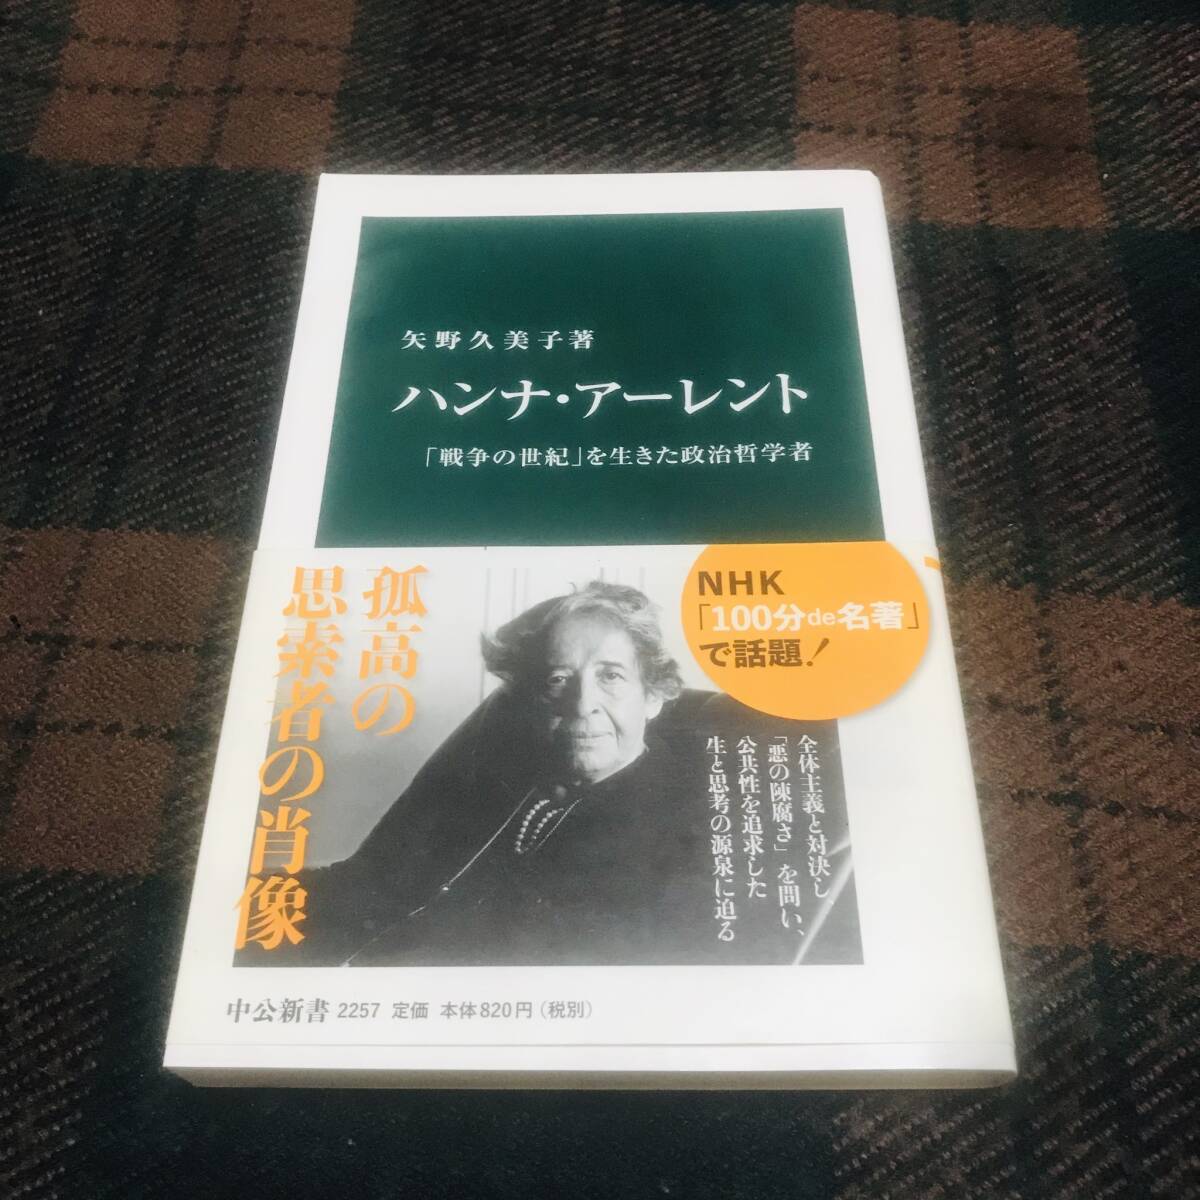 矢野久美子著
ハンナ・アーレント
「戦争の世紀」を生きた政治哲学者
NHK
「100分de名著」
で話題!
孤高の
思索者の肖像
全体主義と対決し、
「悪の陳腐さ」を問い、
公共性を追求した
生と思考の源泉に迫る
中公新書 2257 定価 本体820円(税別)